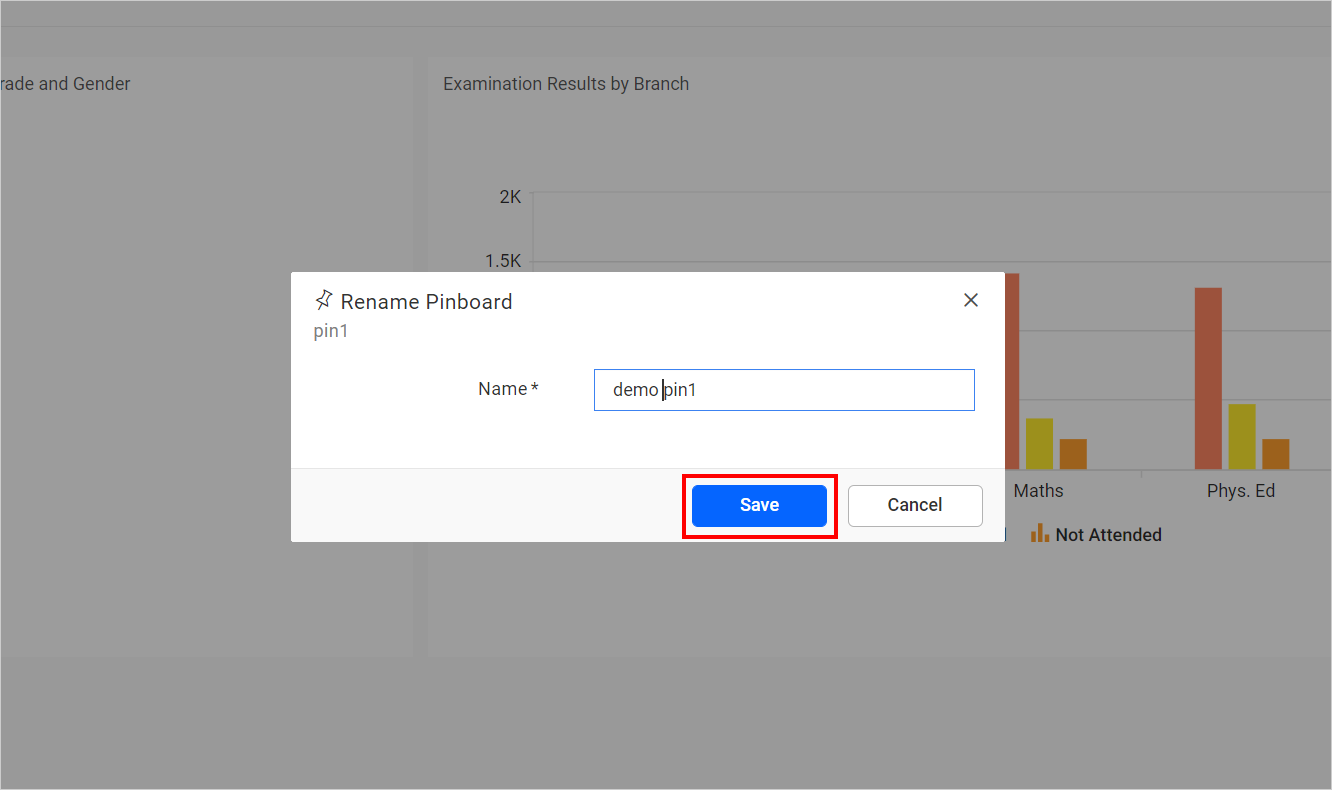 rade and Gender
Examination Results by Branch
2K
1.5K
Rename Pinboard
pin1
Name *
demo pin1
Save
Cancel
Maths
Phys. Ed
Not Attended